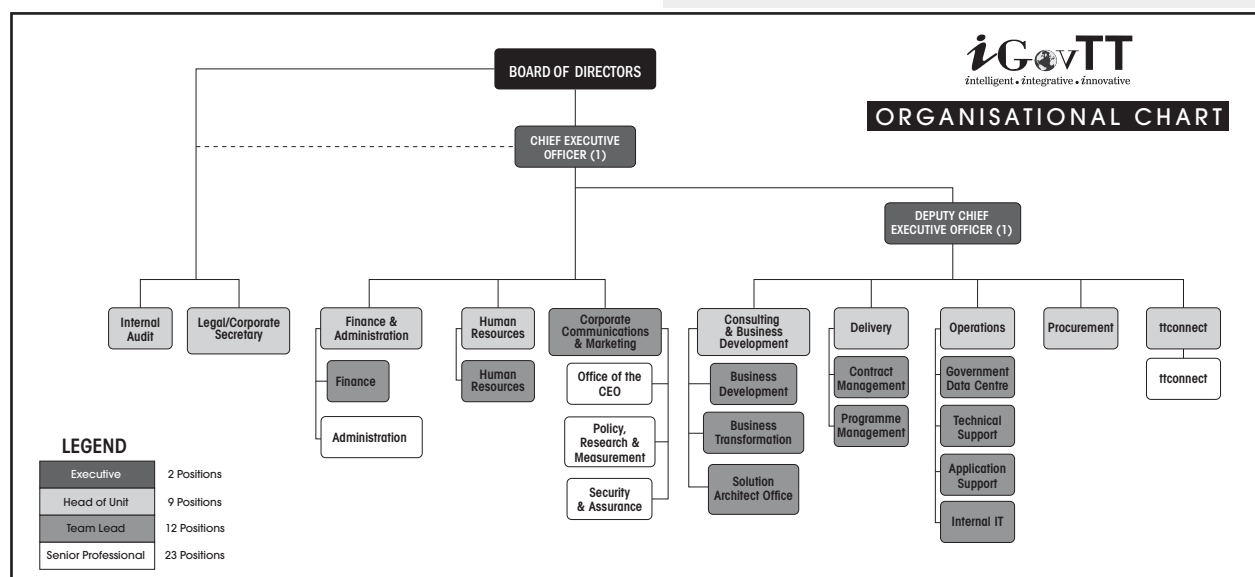 iGovTT
intelligent • integrative • innovative
ORGANISATIONAL CHART
BOARD OF DIRECTORS
CHIEF EXECUTIVE
OFFICER (1)
DEPUTY CHIEF
EXECUTIVE OFFICER (1)
Internal
Audit
Legal/Corporate
Secretary
Finance &
Administration
Finance
Administration
Human
Resources
Human
Resources
Corporate
Communications
& Marketing
Office of the
CEO
Policy,
Research &
Measurement
Security
& Assurance
Consulting
& Business
Development
Business
Development
Business
Transformation
Solution
Architect Office
Delivery
Contract
Management
Programme
Management
Operations
Government
Data Centre
Technical
Support
Application
Support
Internal IT
Procurement
ttconnect
ttconnect
LEGEND
Executive 2 Positions
Head of Unit 9 Positions
Team Lead 12 Positions
Senior Professional 23 Positions